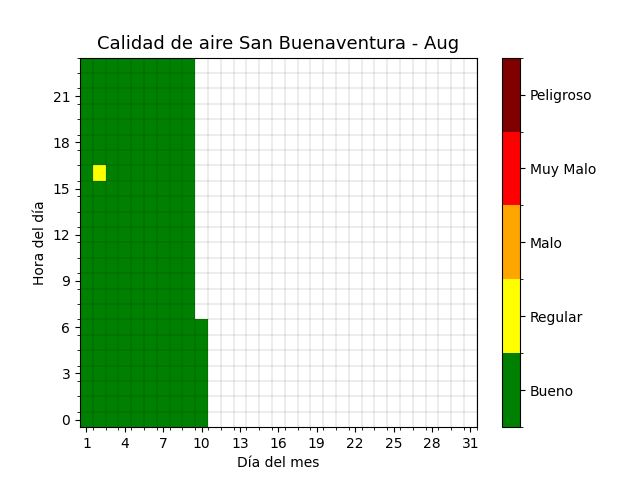 Calidad de aire San Buenaventura - Aug
Hora del día
21
18
15
12
9
6
3
0
1 4 7 10 13 16 19 22 25 28 31
Día del mes
Peligroso
Muy Malo
Malo
Regular
Bueno